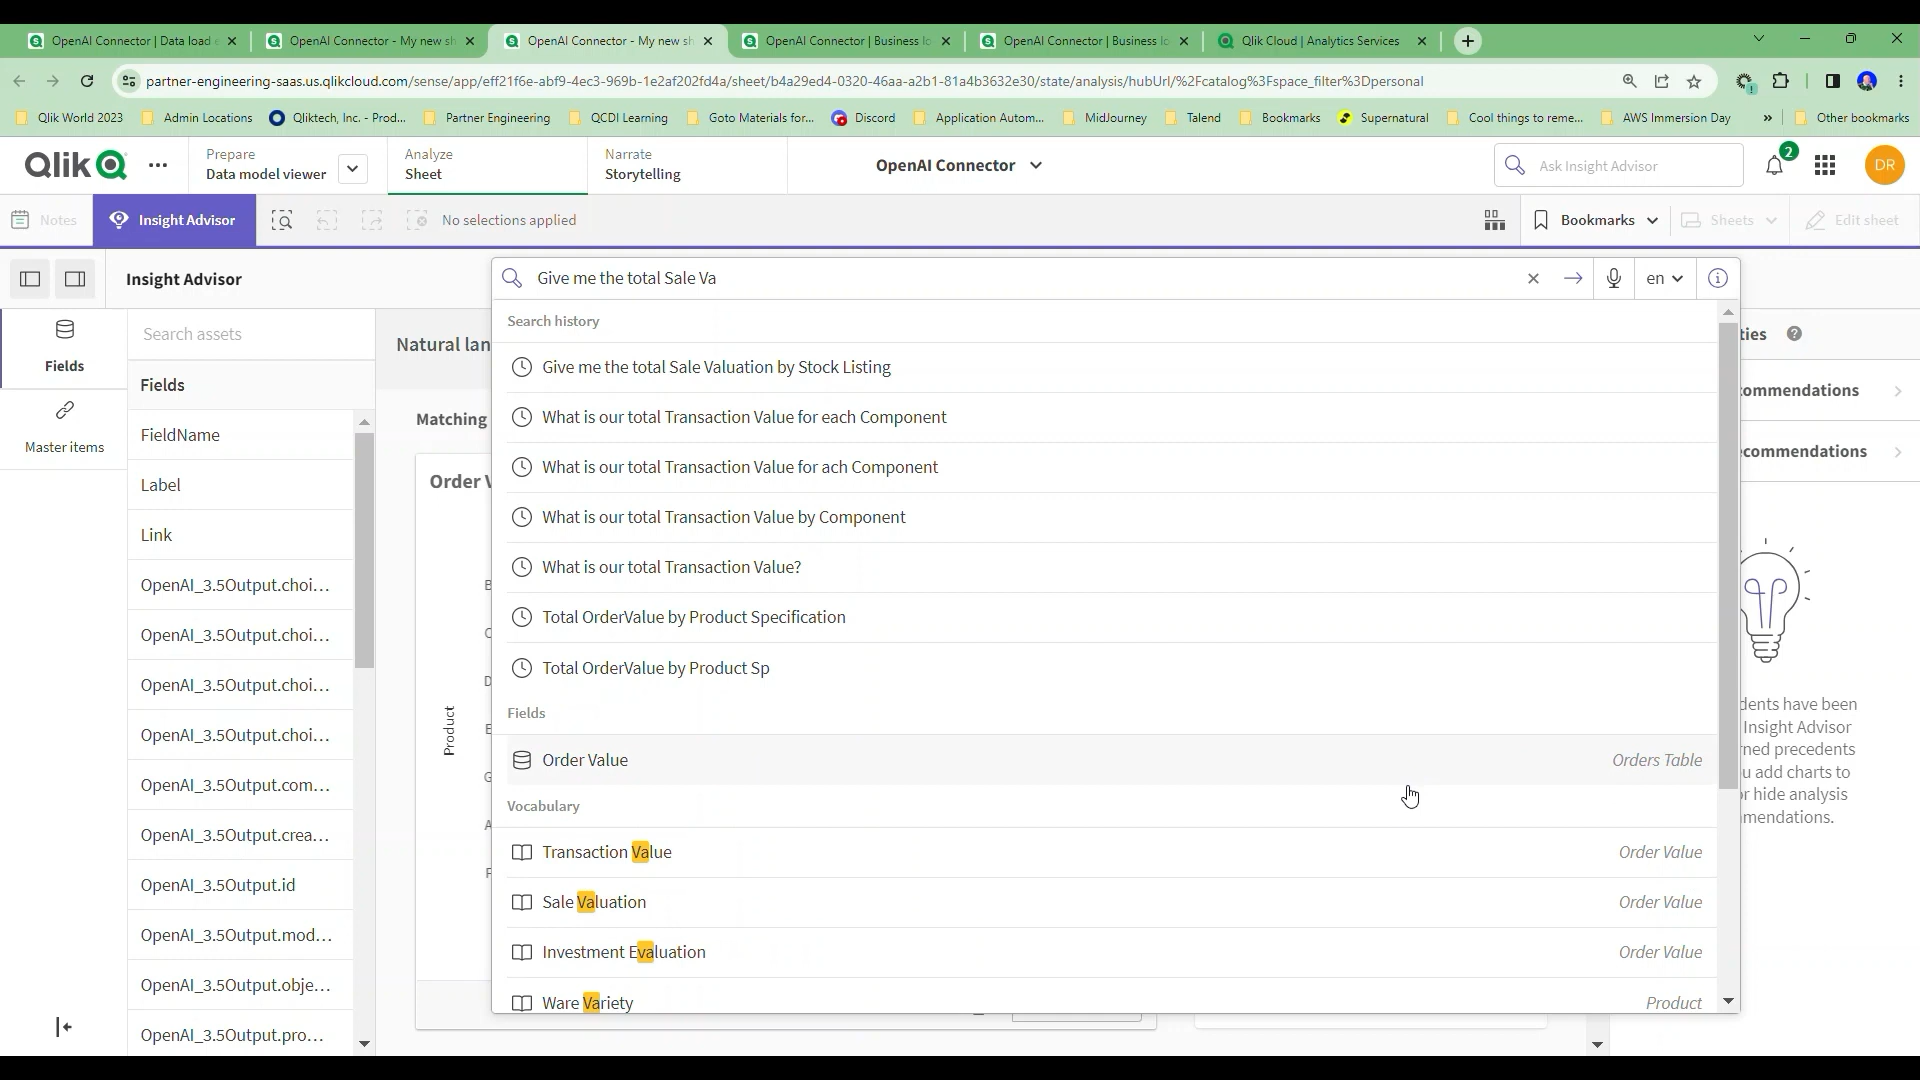 OpenAI Connector | Data load e
OpenAI Connector - My new sh
OpenAI Connector - My new sh
OpenAI Connector | Business lo
OpenAI Connector | Business lo
Qlik Cloud | Analytics Services
partner-engineering-saas.us.qlikcloud.com/sense/app/eff21f6e-abf9-4ec3-969b-1e2af202fd4a/sheet/b4a29ed4-0320-46aa-a2b1-81a4b3632e30/state/analysis/hubUrl/%2Fcatalog%3Fspace_filter%3Dpersonal
Qlik World 2023
Admin Locations
Qliktech, Inc. - Prod...
Partner Engineering
QCDI Learning
Goto Materials for...
Discord
Application Autom...
MidJourney
Talend
Bookmarks
Supernatural
Cool things to reme...
AWS Immersion Day
»
Other bookmarks
Qlik
Prepare
Data model viewer
Analyze
Sheet
Narrate
Storytelling
OpenAI Connector
Ask Insight Advisor
2
DR
Notes
Insight Advisor
No selections applied
Bookmarks
Sheets
Edit sheet
Insight Advisor
Give me the total Sale Va
en
Fields
Master items
Search assets
Fields
FieldName
Label
Link
OpenAI_3.5Output.choi...
OpenAI_3.5Output.choi...
OpenAI_3.5Output.choi...
OpenAI_3.5Output.choi...
OpenAI_3.5Output.com...
OpenAI_3.5Output.crea...
OpenAI_3.5Output.id
OpenAI_3.5Output.mod...
OpenAI_3.5Output.obje...
OpenAI_3.5Output.pro...
Natural lan
Matching
Order V
Product
Search history
Give me the total Sale Valuation by Stock Listing
What is our total Transaction Value for each Component
What is our total Transaction Value for ach Component
What is our total Transaction Value by Component
What is our total Transaction Value?
Total OrderValue by Product Specification
Total OrderValue by Product Sp
Fields
Order Value Orders Table
Vocabulary
Transaction Value Order Value
Sale Valuation Order Value
Investment Evaluation Order Value
Ware Variety Product
ties
commendations
commendations
dents have been
Insight Advisor
rned precedents
u add charts to
r hide analysis
mendations.